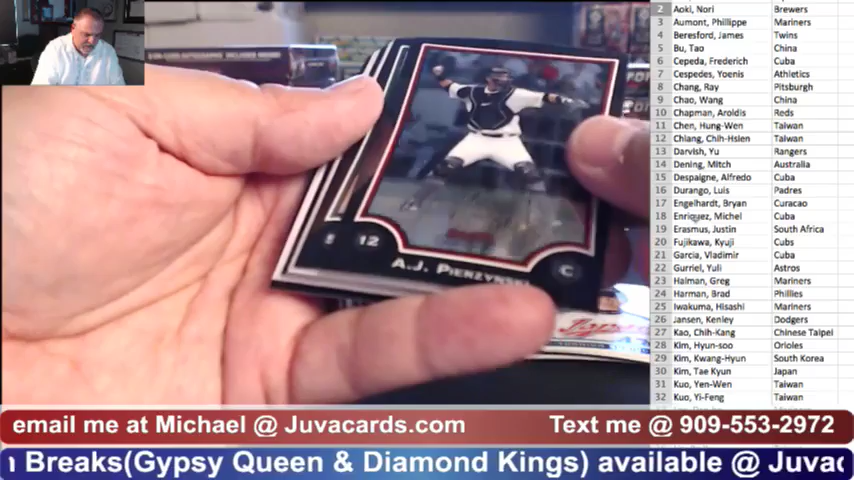 2 Aoki, Nori Brewers
3 Aumont, Phillippe Mariners
4 Beresford, James Twins
5 Bu, Tao China
6 Cepeda, Frederich Cuba
7 Cespedes, Yoenis Athletics
8 Chang, Ray Pitsburgh
9 Chao, Wang China
10 Chapman, Aroldis Reds
11 Chen, Hung-Wen Taiwan
12 Chiang, Chih-Hsien Taiwan
13 Darvish, Yu Rangers
14 Dening, Mitch Australia
15 Despaigne, Alfredo Cuba
16 Durango, Luis Padres
17 Engelhardt, Bryan Curacao
18 Enriquez, Michel Cuba
19 Erasmus, Justin South Africa
20 Fujikawa, Kyuji Cubs
21 Garcia, Vladimir Cuba
22 Gurriel, Yuli Astros
23 Halman, Greg Mariners
24 Harman, Brad Phillies
25 Iwakuma, Hisashi Mariners
26 Jansen, Kenley Dodgers
27 Kao, Chih-Kang Chinese Taipei
28 Kim, Hyun-soo Orioles
29 Kim, Kwang-Hyun South Korea
30 Kim, Tae Kyun Japan
31 Kuo, Yen-Wen Taiwan
32 Kuo, Yi-Feng Taiwan
12
A.J. Pierzynski C
email me at Michael @ Juvacards.com Text me @ 909-553-2972
n Breaks(Gypsy Queen & Diamond Kings) available @ Juvac